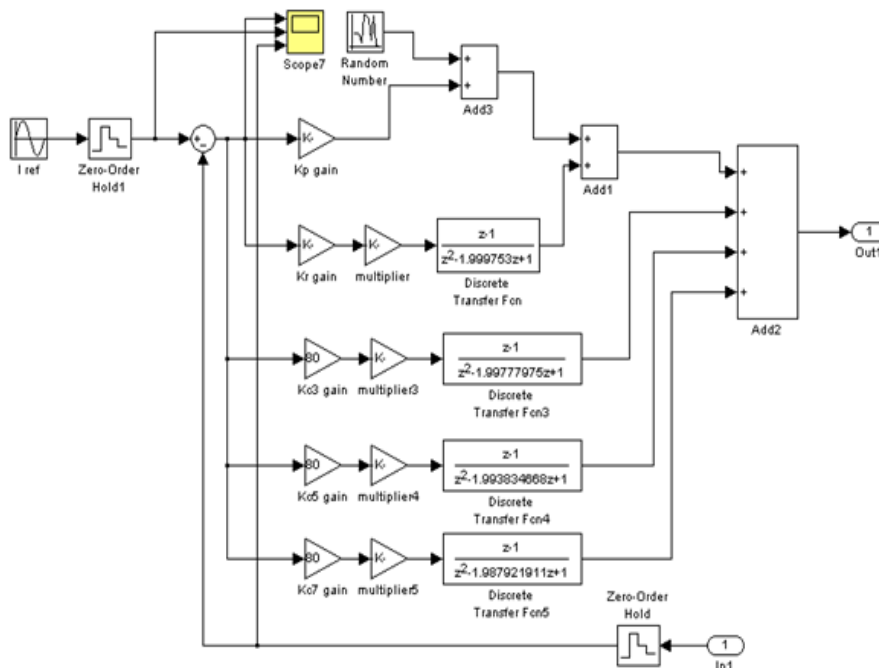 Scope7
Random
Number
+
+
Add3
I ref
Zero-Order
Hold1
+
-
K-
Kp gain
+
+
Add1
+
+
+
+
Add2
1
Out1
K-
Kr gain
K-
multiplier
z-1
z2-1.999753z+1
Discrete
Transfer Fcn
80
Kc3 gain
K-
multiplier3
z-1
z2-1.99777975z+1
Discrete
Transfer Fcn3
80
Kc5 gain
K-
multiplier4
z-1
z2-1.993834668z+1
Discrete
Transfer Fcn4
80
Kc7 gain
K-
multiplier5
z-1
z2-1.987921911z+1
Discrete
Transfer Fcn5
Zero-Order
Hold
1
In1